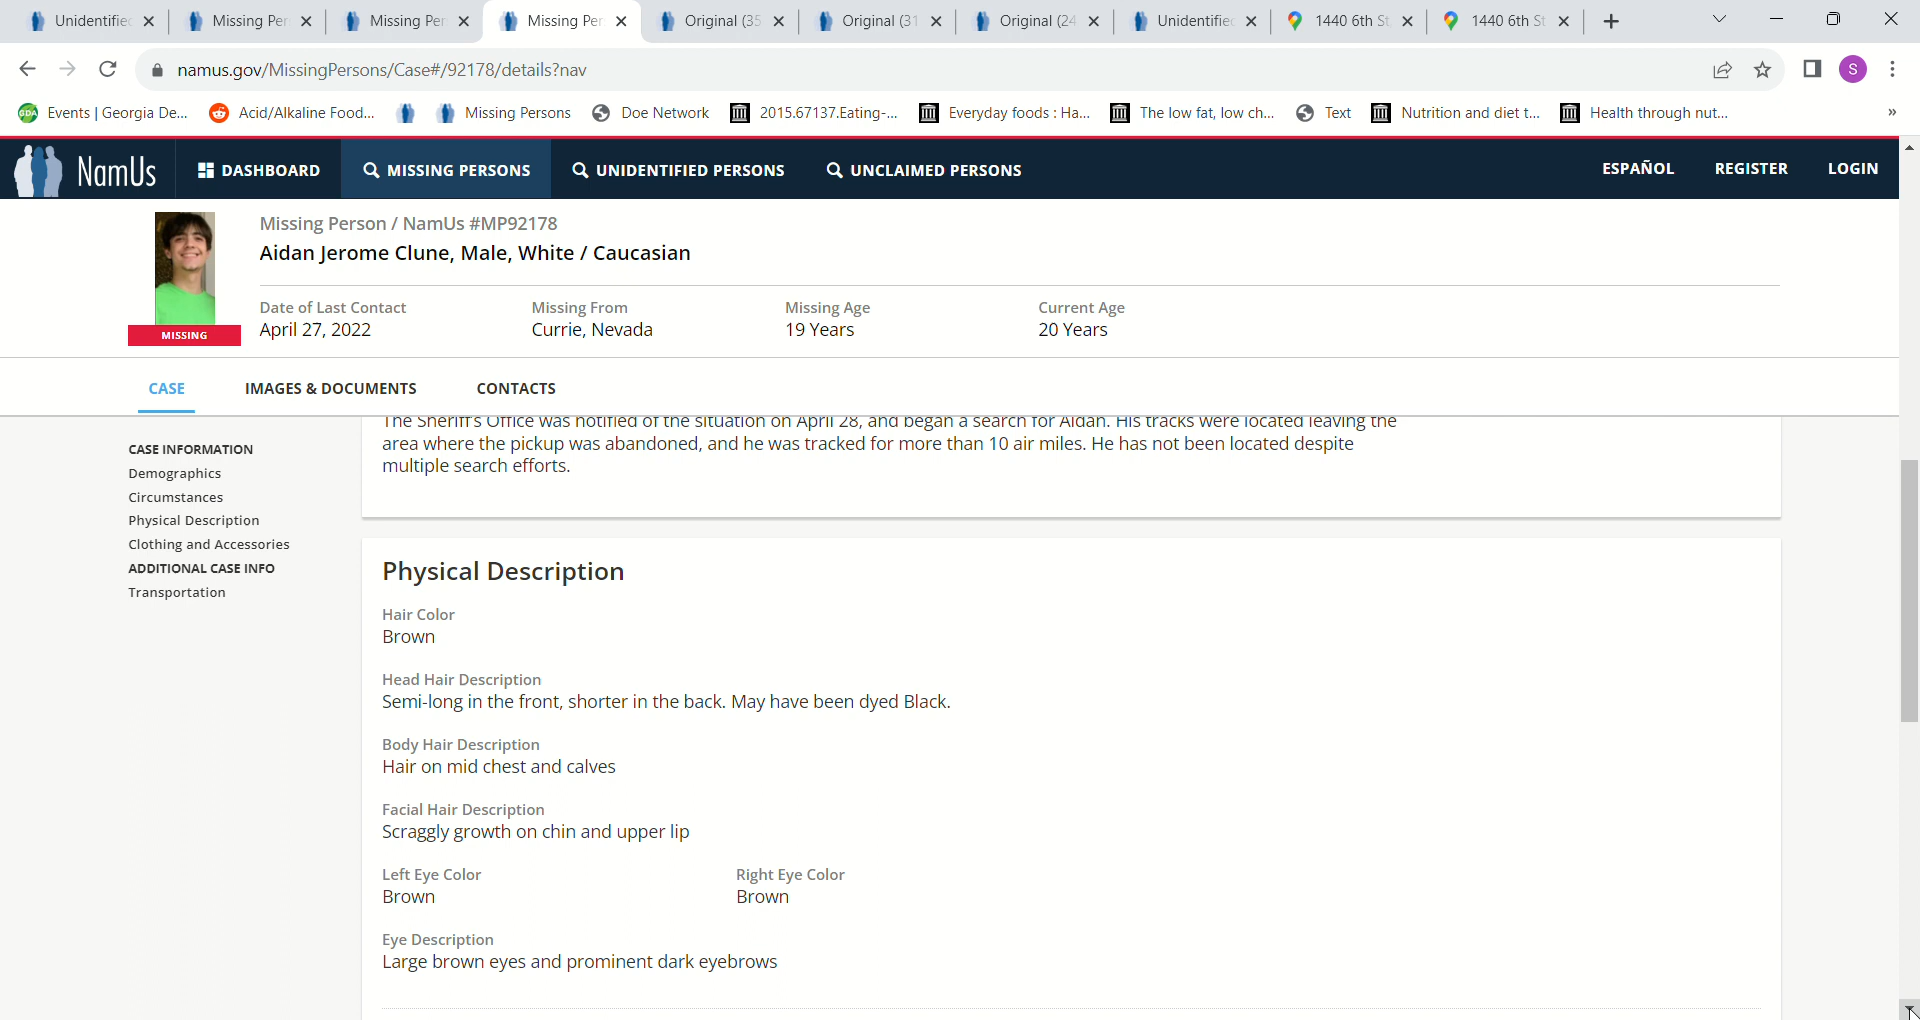 Unidentifie
Missing Per
Missing Per
Missing Per
Original (35
Original (31
Original (24
Unidentifie
1440 6th St
1440 6th St
namus.gov/MissingPersons/Case#/92178/details?nav
S
GDA
Events | Georgia De...
Acid/Alkaline Food...
Missing Persons
Doe Network
2015.67137.Eating-...
Everyday foods : Ha...
The low fat, low ch...
Text
Nutrition and diet t...
Health through nut...
»
NamUs
DASHBOARD
MISSING PERSONS
UNIDENTIFIED PERSONS
UNCLAIMED PERSONS
ESPAÑOL
REGISTER
LOGIN
Missing Person / NamUs #MP92178
Aidan Jerome Clune, Male, White / Caucasian
MISSING
Date of Last Contact
April 27, 2022
Missing From
Currie, Nevada
Missing Age
19 Years
Current Age
20 Years
CASE
IMAGES & DOCUMENTS
CONTACTS
CASE INFORMATION
Demographics
Circumstances
Physical Description
Clothing and Accessories
ADDITIONAL CASE INFO
Transportation
The Sheriff's Office was notified of the situation on April 28, and began a search for Aidan. His tracks were located leaving the
area where the pickup was abandoned, and he was tracked for more than 10 air miles. He has not been located despite
multiple search efforts.
Physical Description
Hair Color
Brown
Head Hair Description
Semi-long in the front, shorter in the back. May have been dyed Black.
Body Hair Description
Hair on mid chest and calves
Facial Hair Description
Scraggly growth on chin and upper lip
Left Eye Color
Brown
Right Eye Color
Brown
Eye Description
Large brown eyes and prominent dark eyebrows